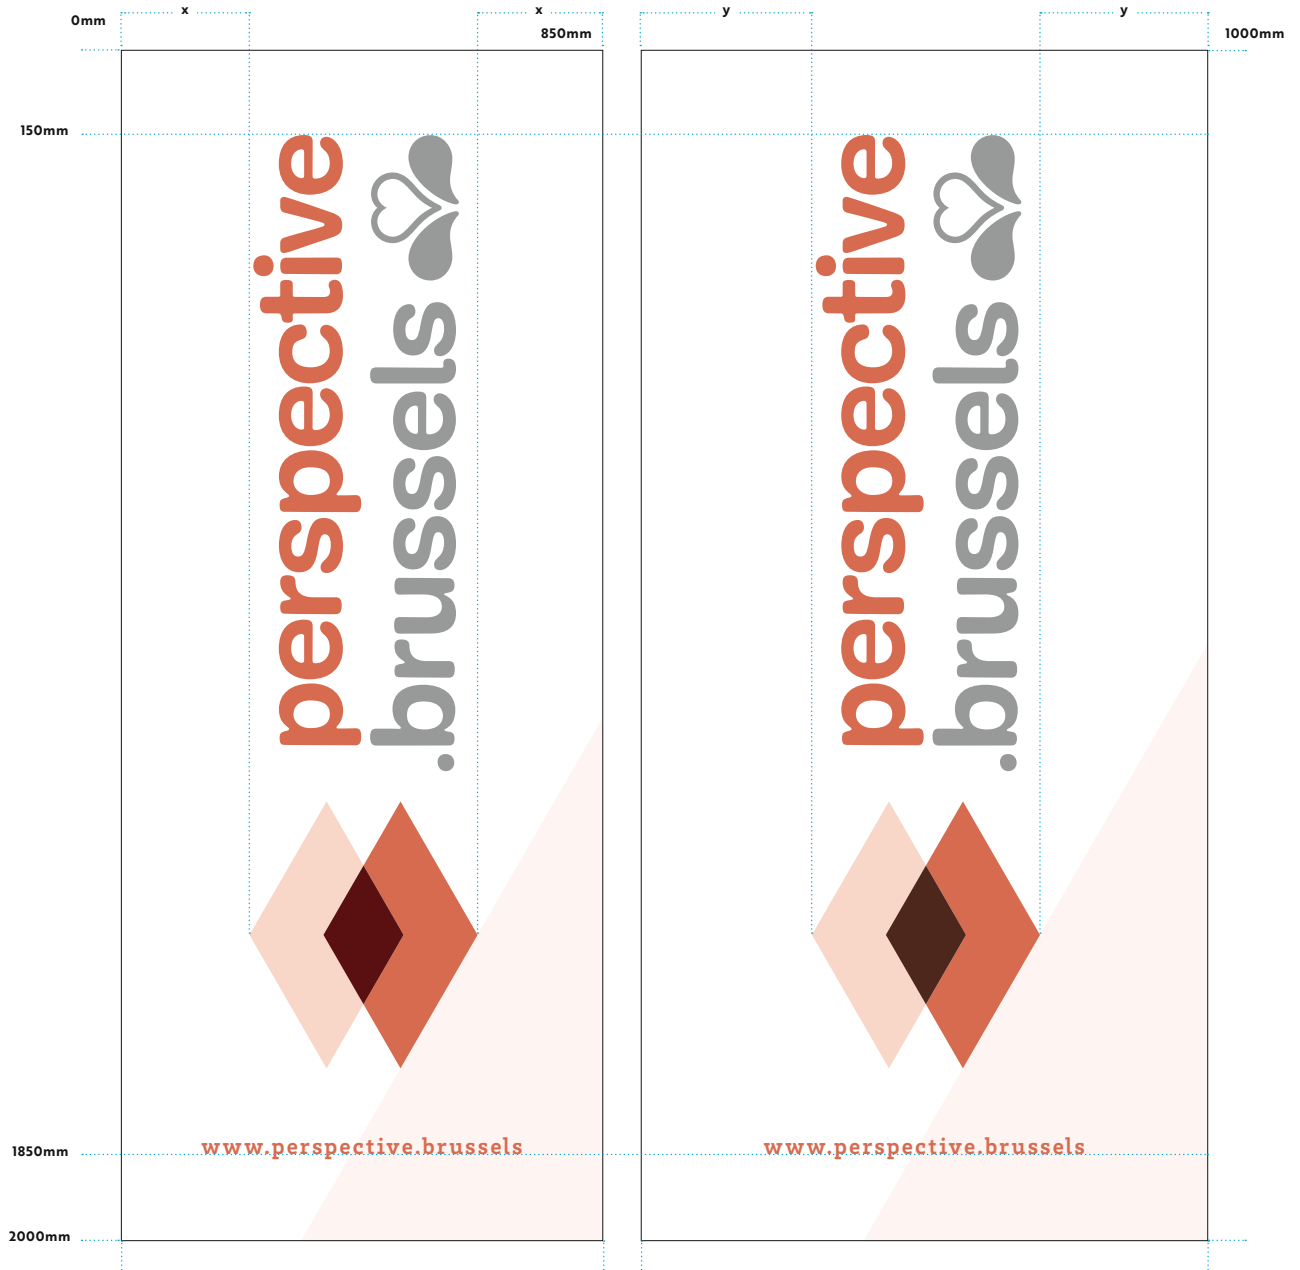 x
x
y
y
0mm
850mm
1000mm
150mm
perspective
.brussels
perspective
.brussels
www.perspective.brussels
www.perspective.brussels
1850mm
2000mm